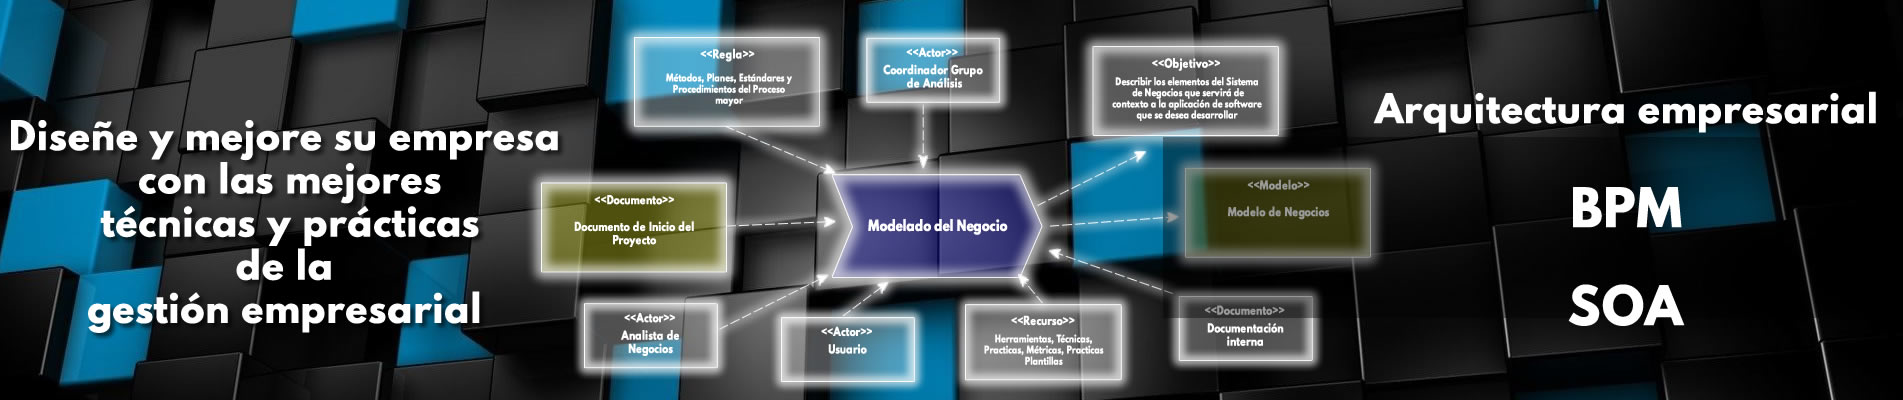 Diseñe y mejore su empresa
con las mejores
técnicas y prácticas
de la
gestión empresarial
<<Regla>>
Métodos, Planes, Estándares y
Procedimientos del Proceso
mayor
<<Actor>>
Coordinador Grupo
de Análisis
<<Objetivo>>
Describir los elementos del Sistema
de Negocios que servirá de
contexto a la aplicación de software
que se desea desarrollar
<<Documento>>
Documento de Inicio del
Proyecto
Modelado del Negocio
<<Modelo>>
Modelo de Negocios
<<Actor>>
Analista de
Negocios
<<Actor>>
Usuario
<<Recurso>>
Herramientas, Técnicas,
Practicas, Métricas, Practicas
Plantillas
<<Documento>>
Documentación
interna
Arquitectura empresarial
BPM
SOA